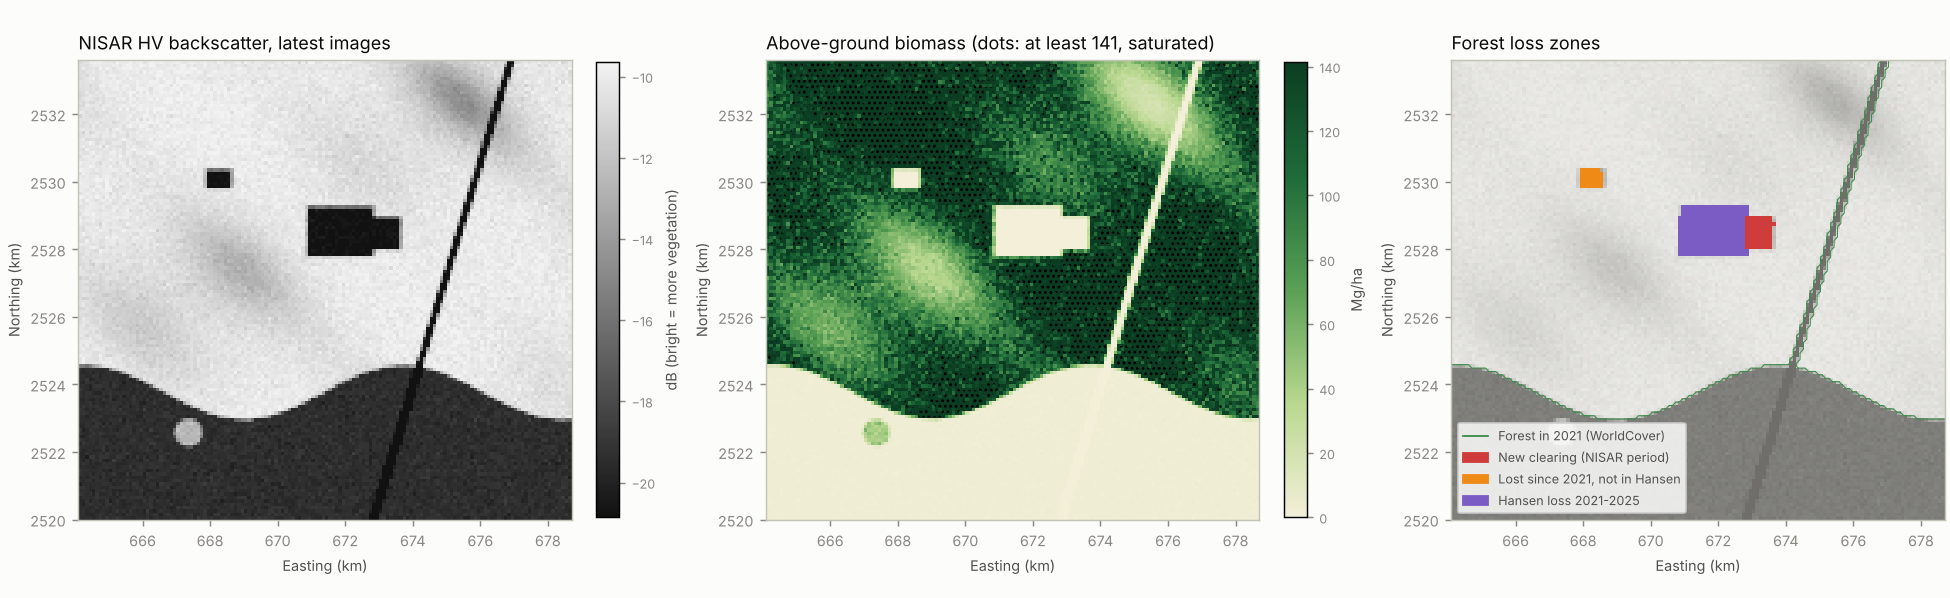 NISAR HV backscatter, latest images
Northing (km)
2532
2530
2528
2526
2524
2522
2520
666 668 670 672 674 676 678
Easting (km)
−10
−12
−14
−16
−18
−20
dB (bright = more vegetation)
Above-ground biomass (dots: at least 141, saturated)
Northing (km)
2532
2530
2528
2526
2524
2522
2520
666 668 670 672 674 676 678
Easting (km)
140
120
100
80
60
40
20
0
Mg/ha
Forest loss zones
Northing (km)
2532
2530
2528
2526
2524
2522
2520
Forest in 2021 (WorldCover)
New clearing (NISAR period)
Lost since 2021, not in Hansen
Hansen loss 2021-2025
666 668 670 672 674 676 678
Easting (km)